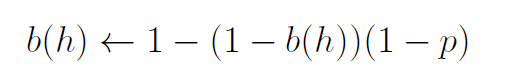 b(h) ← 1 − (1 − b(h))(1 − p)